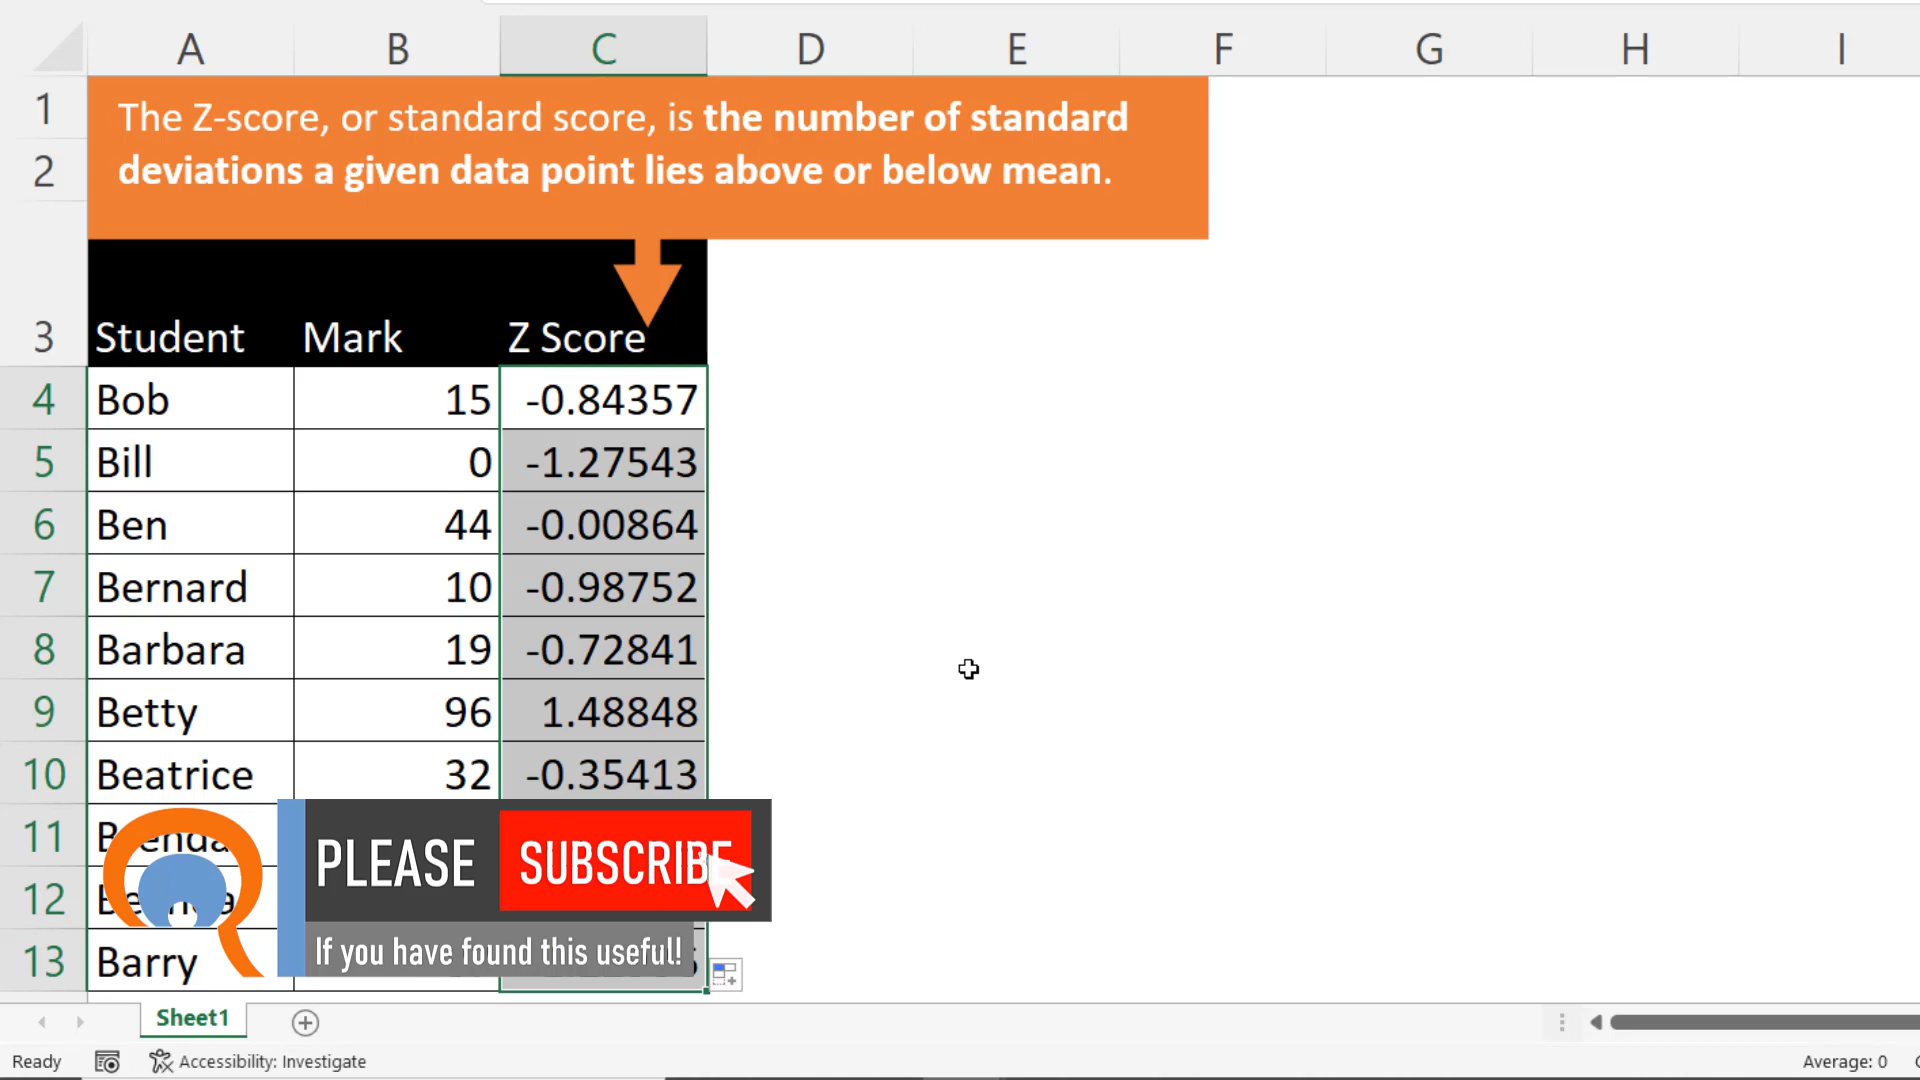 A B C D E F G H I
1 The Z-score, or standard score, is the number of standard
2 deviations a given data point lies above or below mean.
3 Student Mark Z Score
4 Bob 15 -0.84357
5 Bill 0 -1.27543
6 Ben 44 -0.00864
7 Bernard 10 -0.98752
8 Barbara 19 -0.72841
9 Betty 96 1.48848
10 Beatrice 32 -0.35413
11
12
PLEASE SUBSCRIBE
If you have found this useful!
13 Barry
Sheet1
Ready Accessibility: Investigate Average: 0